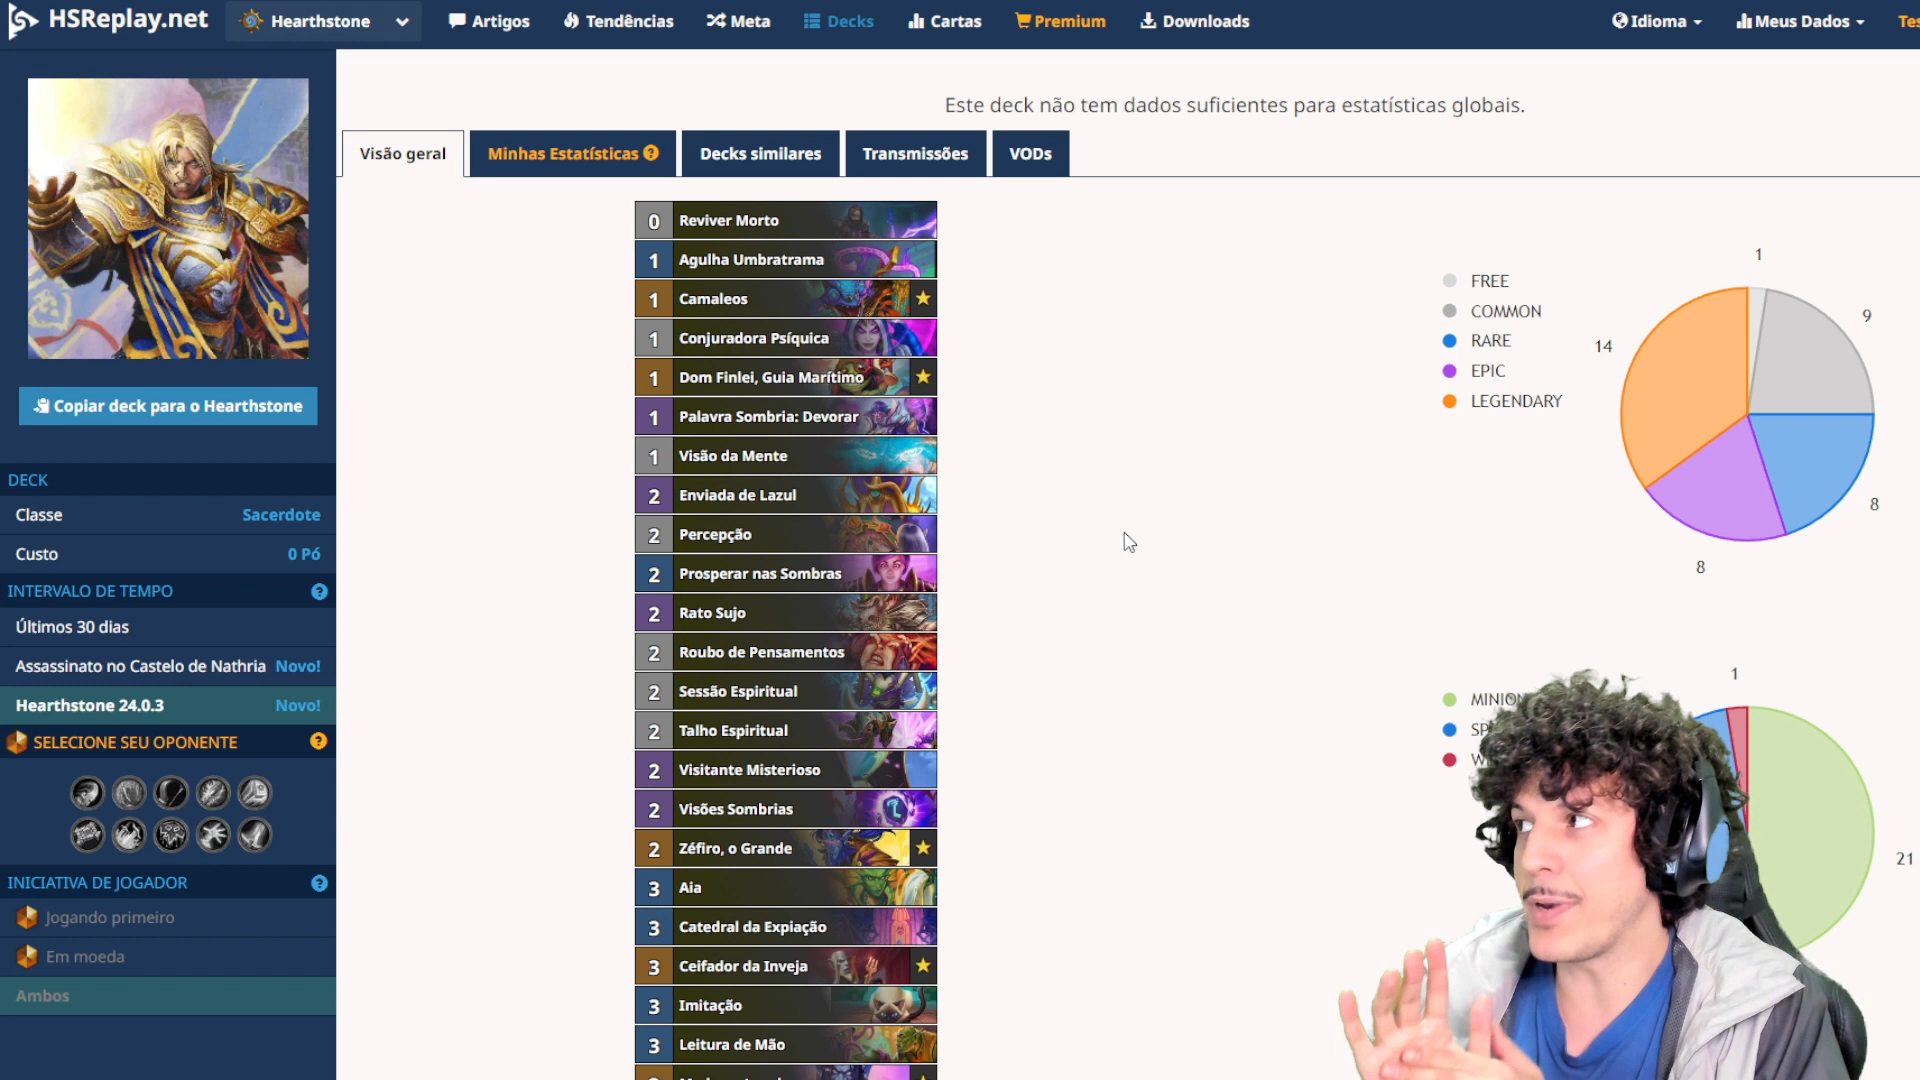 HSReplay.net
Hearthstone
Artigos
Tendências
Meta
Decks
Cartas
Premium
Downloads
Idioma
Meus Dados
Este deck não tem dados suficientes para estatísticas globais.
Visão geral
Minhas Estatísticas ?
Decks similares
Transmissões
VODs
Copiar deck para o Hearthstone
DECK
Classe Sacerdote
Custo 0 Pó
INTERVALO DE TEMPO ?
Últimos 30 dias
Assassinato no Castelo de Nathria Novo!
Hearthstone 24.0.3 Novo!
SELECIONE SEU OPONENTE ?
INICIATIVA DE JOGADOR ?
Jogando primeiro
Em moeda
Ambos
0 Reviver Morto
1 Agulha Umbratrama
1 Camaleos
1 Conjuradora Psíquica
1 Dom Finlei, Guia Marítimo
1 Palavra Sombria: Devorar
1 Visão da Mente
2 Enviada de Lazul
2 Percepção
2 Prosperar nas Sombras
2 Rato Sujo
2 Roubo de Pensamentos
2 Sessão Espiritual
2 Talho Espiritual
2 Visitante Misterioso
2 Visões Sombrias
2 Zéfiro, o Grande
3 Aia
3 Catedral da Expiação
3 Ceifador da Inveja
3 Imitação
3 Leitura de Mão
FREE
COMMON
RARE
EPIC
LEGENDARY
1
9
14
8
8
MINION
1
21